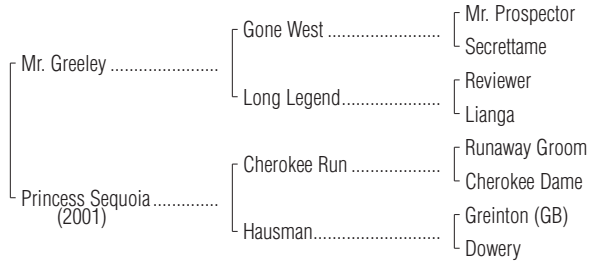 Mr. Prospector
Gone West
Secrettame
Mr. Greeley
Reviewer
Long Legend
Lianga
Runaway Groom
Cherokee Run
Cherokee Dame
Princess Sequoia
(2001)
Greinton (GB)
Hausman
Dowery